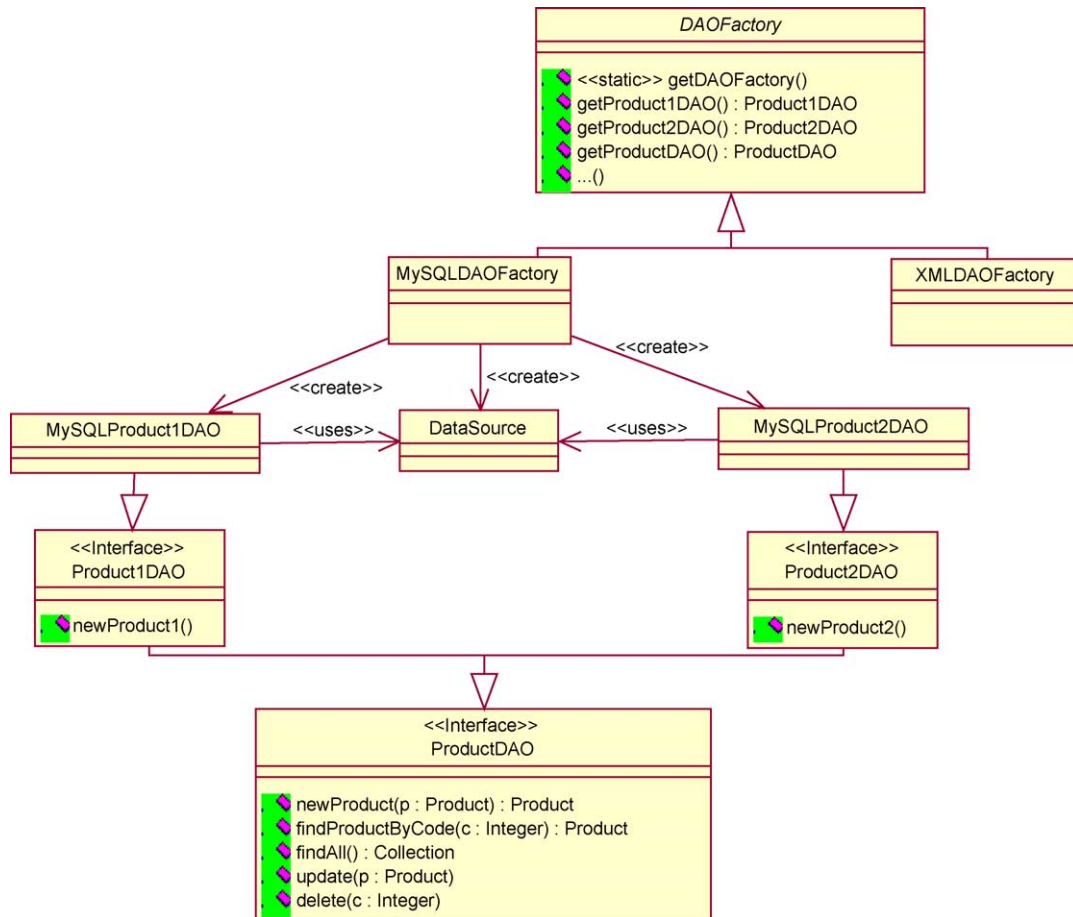 DAOFactory
<<static>> getDAOFactory()
getProduct1DAO() : Product1DAO
getProduct2DAO() : Product2DAO
getProductDAO() : ProductDAO
...()
MySQLDAOFactory
XMLDAOFactory
<<create>>
<<create>>
<<create>>
MySQLProduct1DAO
<<uses>>
DataSource
<<uses>>
MySQLProduct2DAO
<<Interface>>
Product1DAO
newProduct1()
<<Interface>>
Product2DAO
newProduct2()
<<Interface>>
ProductDAO
newProduct(p : Product) : Product
findProductByCode(c : Integer) : Product
findAll() : Collection
update(p : Product)
delete(c : Integer)